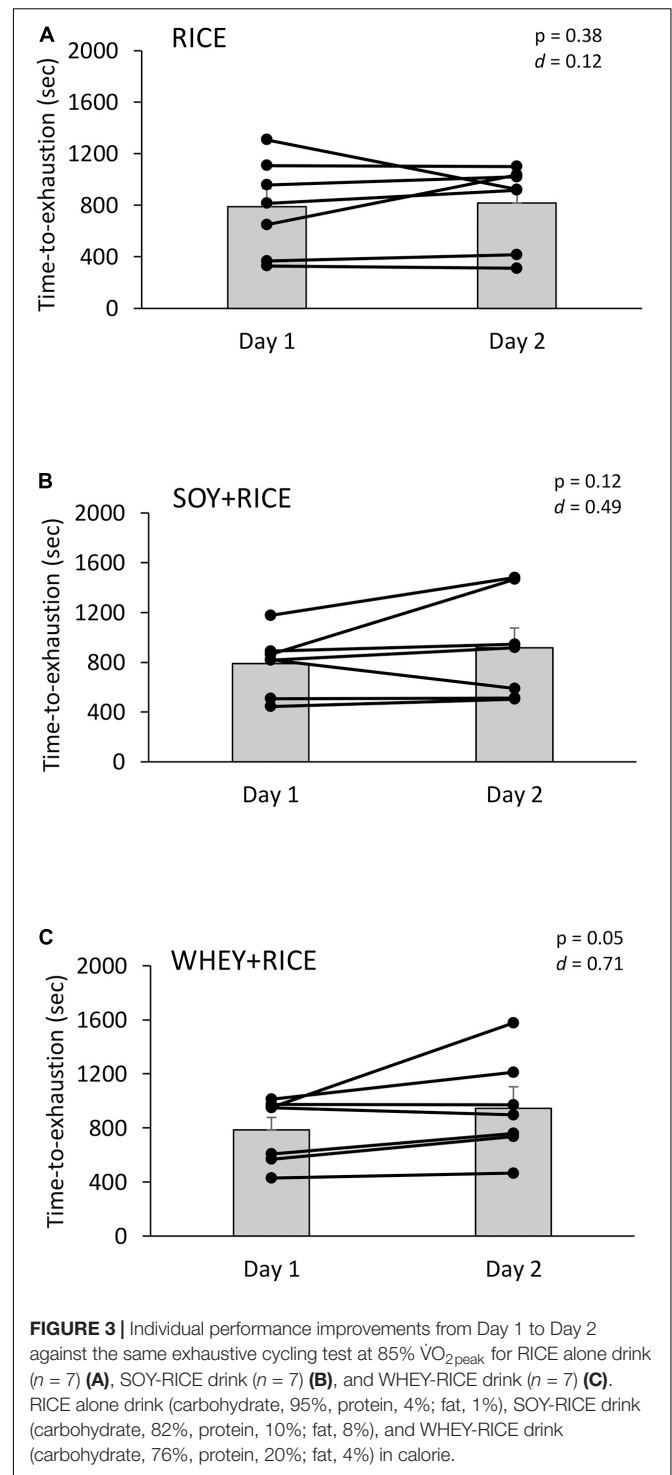 A
RICE
p = 0.38
d = 0.12
Time-to-exhaustion (sec)
2000
1600
1200
800
400
0
Day 1
Day 2
B
SOY+RICE
p = 0.12
d = 0.49
Time-to-exhaustion (sec)
2000
1600
1200
800
400
0
Day 1
Day 2
C
WHEY+RICE
p = 0.05
d = 0.71
Time-to-exhaustion (sec)
2000
1600
1200
800
400
0
Day 1
Day 2
FIGURE 3 | Individual performance improvements from Day 1 to Day 2
against the same exhaustive cycling test at 85% V̇O2peak for RICE alone drink
(n = 7) (A), SOY-RICE drink (n = 7) (B), and WHEY-RICE drink (n = 7) (C).
RICE alone drink (carbohydrate, 95%, protein, 4%; fat, 1%), SOY-RICE drink
(carbohydrate, 82%, protein, 10%; fat, 8%), and WHEY-RICE drink
(carbohydrate, 76%, protein, 20%; fat, 4%) in calorie.